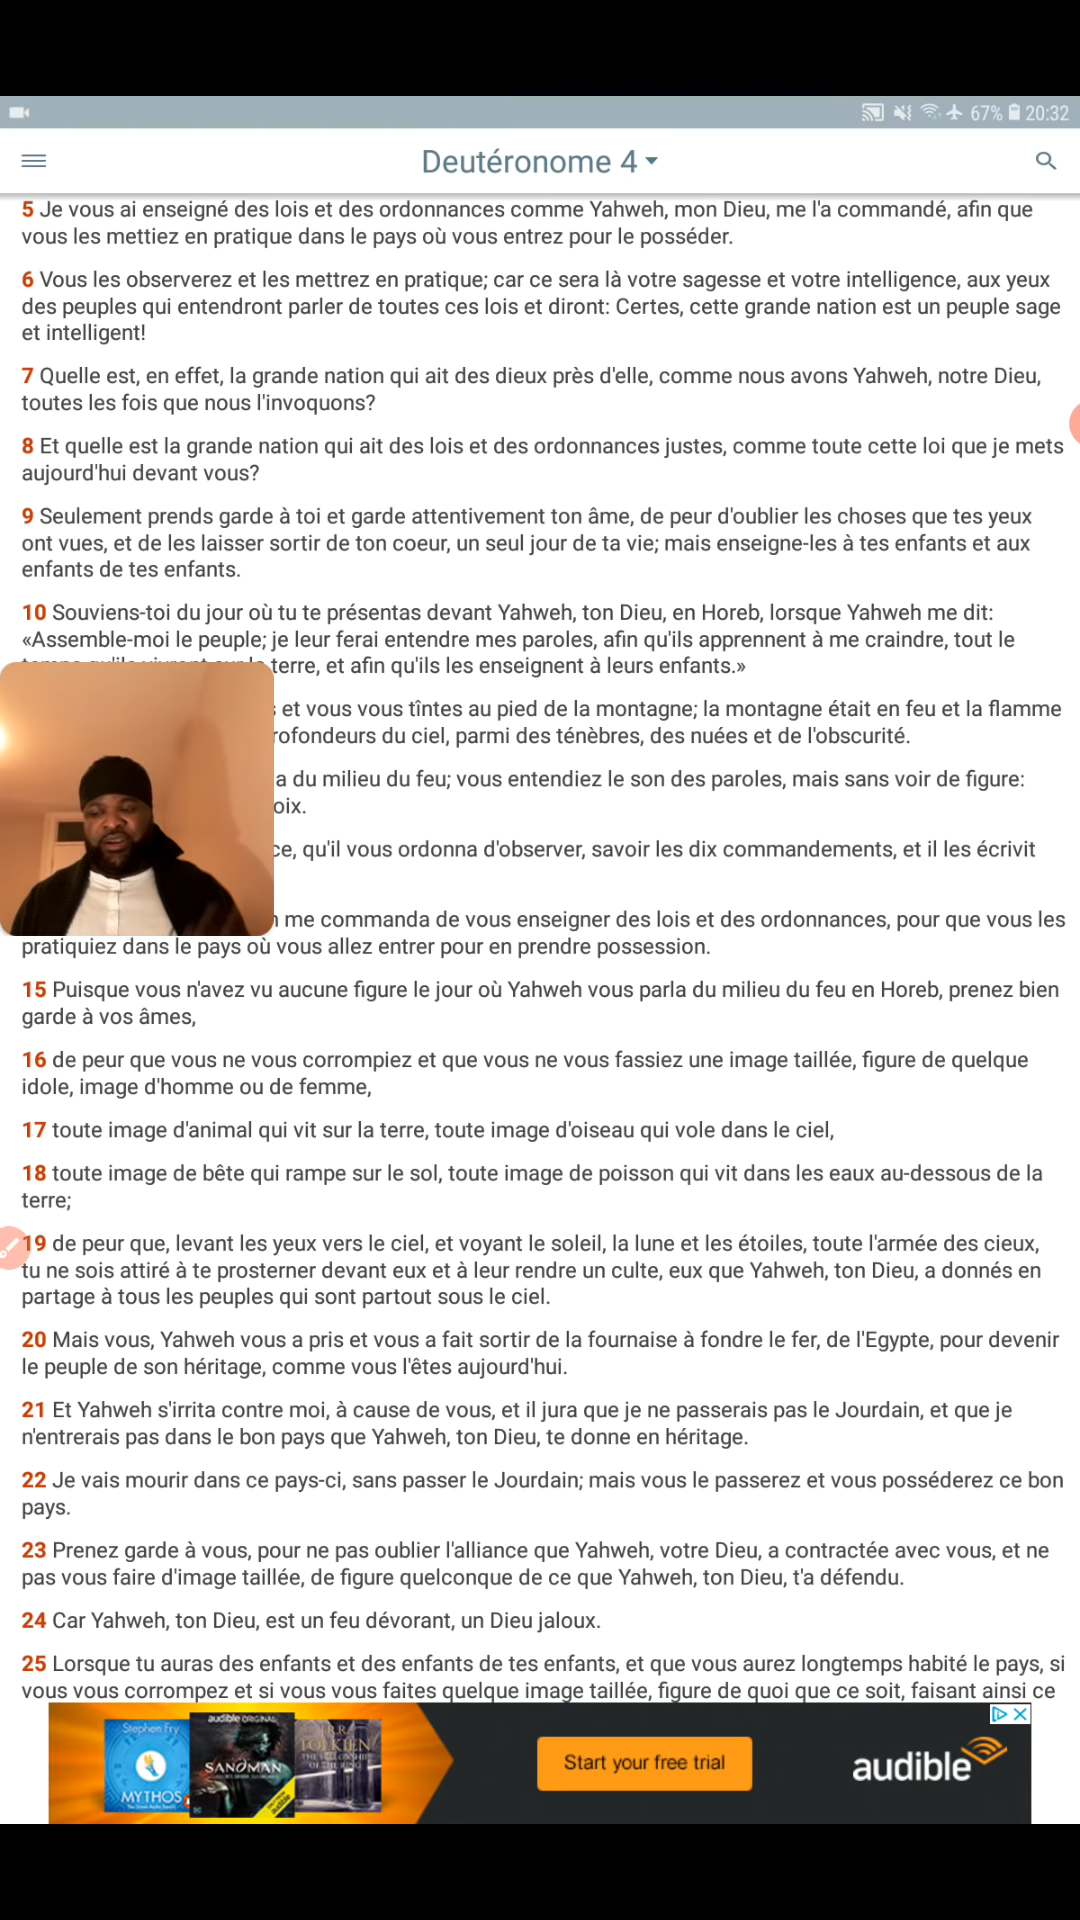 67% 20:32
Deutéronome 4
5 Je vous ai enseigné des lois et des ordonnances comme Yahweh, mon Dieu, me l'a commandé, afin que
vous les mettiez en pratique dans le pays où vous entrez pour le posséder.
6 Vous les observerez et les mettrez en pratique; car ce sera là votre sagesse et votre intelligence, aux yeux
des peuples qui entendront parler de toutes ces lois et diront: Certes, cette grande nation est un peuple sage
et intelligent!
7 Quelle est, en effet, la grande nation qui ait des dieux près d'elle, comme nous avons Yahweh, notre Dieu,
toutes les fois que nous l'invoquons?
8 Et quelle est la grande nation qui ait des lois et des ordonnances justes, comme toute cette loi que je mets
aujourd'hui devant vous?
9 Seulement prends garde à toi et garde attentivement ton âme, de peur d'oublier les choses que tes yeux
ont vues, et de les laisser sortir de ton coeur, un seul jour de ta vie; mais enseigne-les à tes enfants et aux
enfants de tes enfants.
10 Souviens-toi du jour où tu te présentas devant Yahweh, ton Dieu, en Horeb, lorsque Yahweh me dit:
«Assemble-moi le peuple; je leur ferai entendre mes paroles, afin qu'ils apprennent à me craindre, tout le
terre, et afin qu'ils les enseignent à leurs enfants.»
et vous vous tîntes au pied de la montagne; la montagne était en feu et la flamme
rofondeurs du ciel, parmi des ténèbres, des nuées et de l'obscurité.
a du milieu du feu; vous entendiez le son des paroles, mais sans voir de figure:
oix.
ce, qu'il vous ordonna d'observer, savoir les dix commandements, et il les écrivit
me commanda de vous enseigner des lois et des ordonnances, pour que vous les
pratiquiez dans le pays où vous allez entrer pour en prendre possession.
15 Puisque vous n'avez vu aucune figure le jour où Yahweh vous parla du milieu du feu en Horeb, prenez bien
garde à vos âmes,
16 de peur que vous ne vous corrompiez et que vous ne vous fassiez une image taillée, figure de quelque
idole, image d'homme ou de femme,
17 toute image d'animal qui vit sur la terre, toute image d'oiseau qui vole dans le ciel,
18 toute image de bête qui rampe sur le sol, toute image de poisson qui vit dans les eaux au-dessous de la
terre;
19 de peur que, levant les yeux vers le ciel, et voyant le soleil, la lune et les étoiles, toute l'armée des cieux,
tu ne sois attiré à te prosterner devant eux et à leur rendre un culte, eux que Yahweh, ton Dieu, a donnés en
partage à tous les peuples qui sont partout sous le ciel.
20 Mais vous, Yahweh vous a pris et vous a fait sortir de la fournaise à fondre le fer, de l'Egypte, pour devenir
le peuple de son héritage, comme vous l'êtes aujourd'hui.
21 Et Yahweh s'irrita contre moi, à cause de vous, et il jura que je ne passerais pas le Jourdain, et que je
n'entrerais pas dans le bon pays que Yahweh, ton Dieu, te donne en héritage.
22 Je vais mourir dans ce pays-ci, sans passer le Jourdain; mais vous le passerez et vous posséderez ce bon
pays.
23 Prenez garde à vous, pour ne pas oublier l'alliance que Yahweh, votre Dieu, a contractée avec vous, et ne
pas vous faire d'image taillée, de figure quelconque de ce que Yahweh, ton Dieu, t'a défendu.
24 Car Yahweh, ton Dieu, est un feu dévorant, un Dieu jaloux.
25 Lorsque tu auras des enfants et des enfants de tes enfants, et que vous aurez longtemps habité le pays, si
vous vous corrompez et si vous vous faites quelque image taillée, figure de quoi que ce soit, faisant ainsi ce
Stephen Fry
MYTHOS
audible ORIGINAL
SANDMAN
J.R.R.
TOLKIEN
THE FELLOWSHIP
OF THE RING
Start your free trial
audible